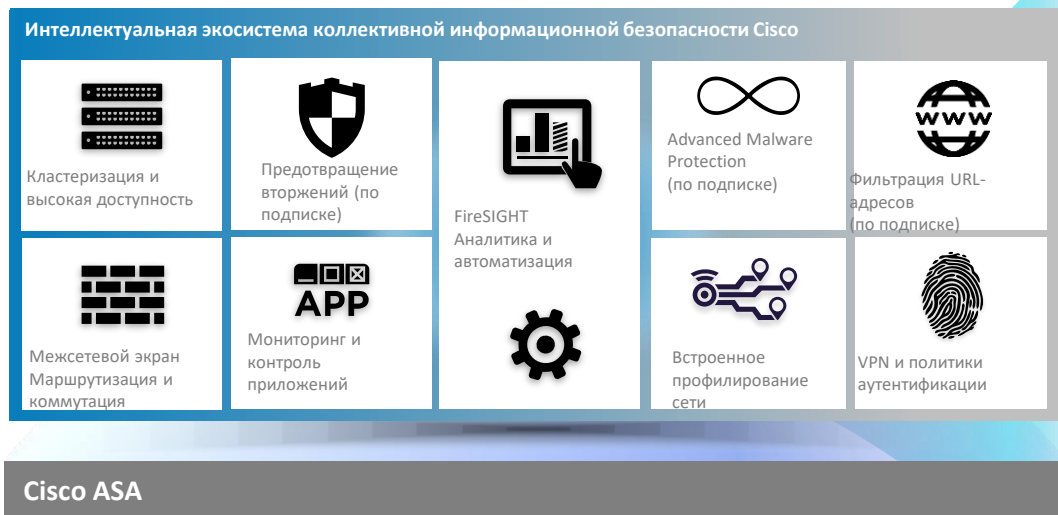 Интеллектуальная экосистема коллективной информационной безопасности Cisco
Кластеризация и
высокая доступность
Предотвращение
вторжений (по
подписке)
FireSIGHT
Аналитика и
автоматизация
Advanced Malware
Protection
(по подписке)
www
Фильтрация URL-
адресов
(по подписке)
Межсетевой экран
Маршрутизация и
коммутация
APP
Мониторинг и
контроль
приложений
Встроенное
профилирование
сети
VPN и политики
аутентификации
Cisco ASA